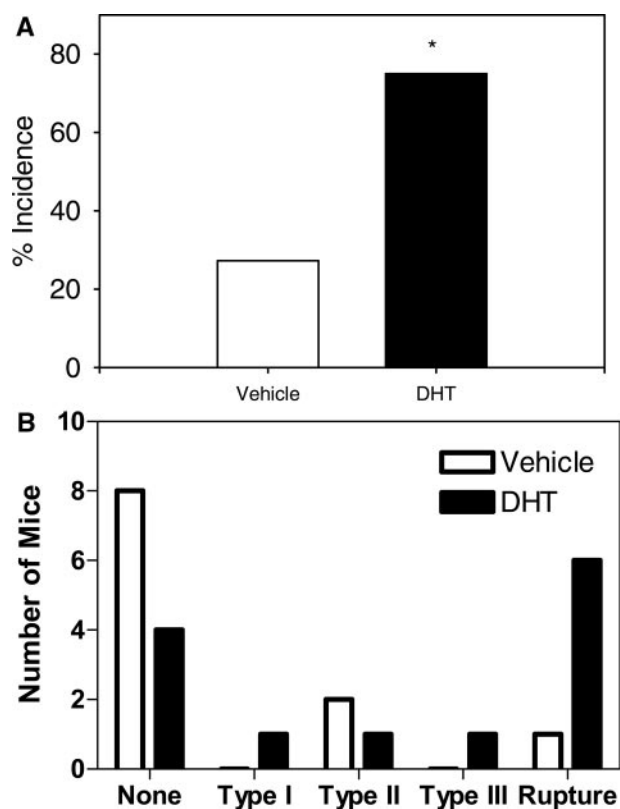 A
% Incidence
80
*
60
40
20
0
Vehicle
DHT
B
Number of Mice
10
8
6
4
2
0
Vehicle
DHT
None Type I Type II Type III Rupture